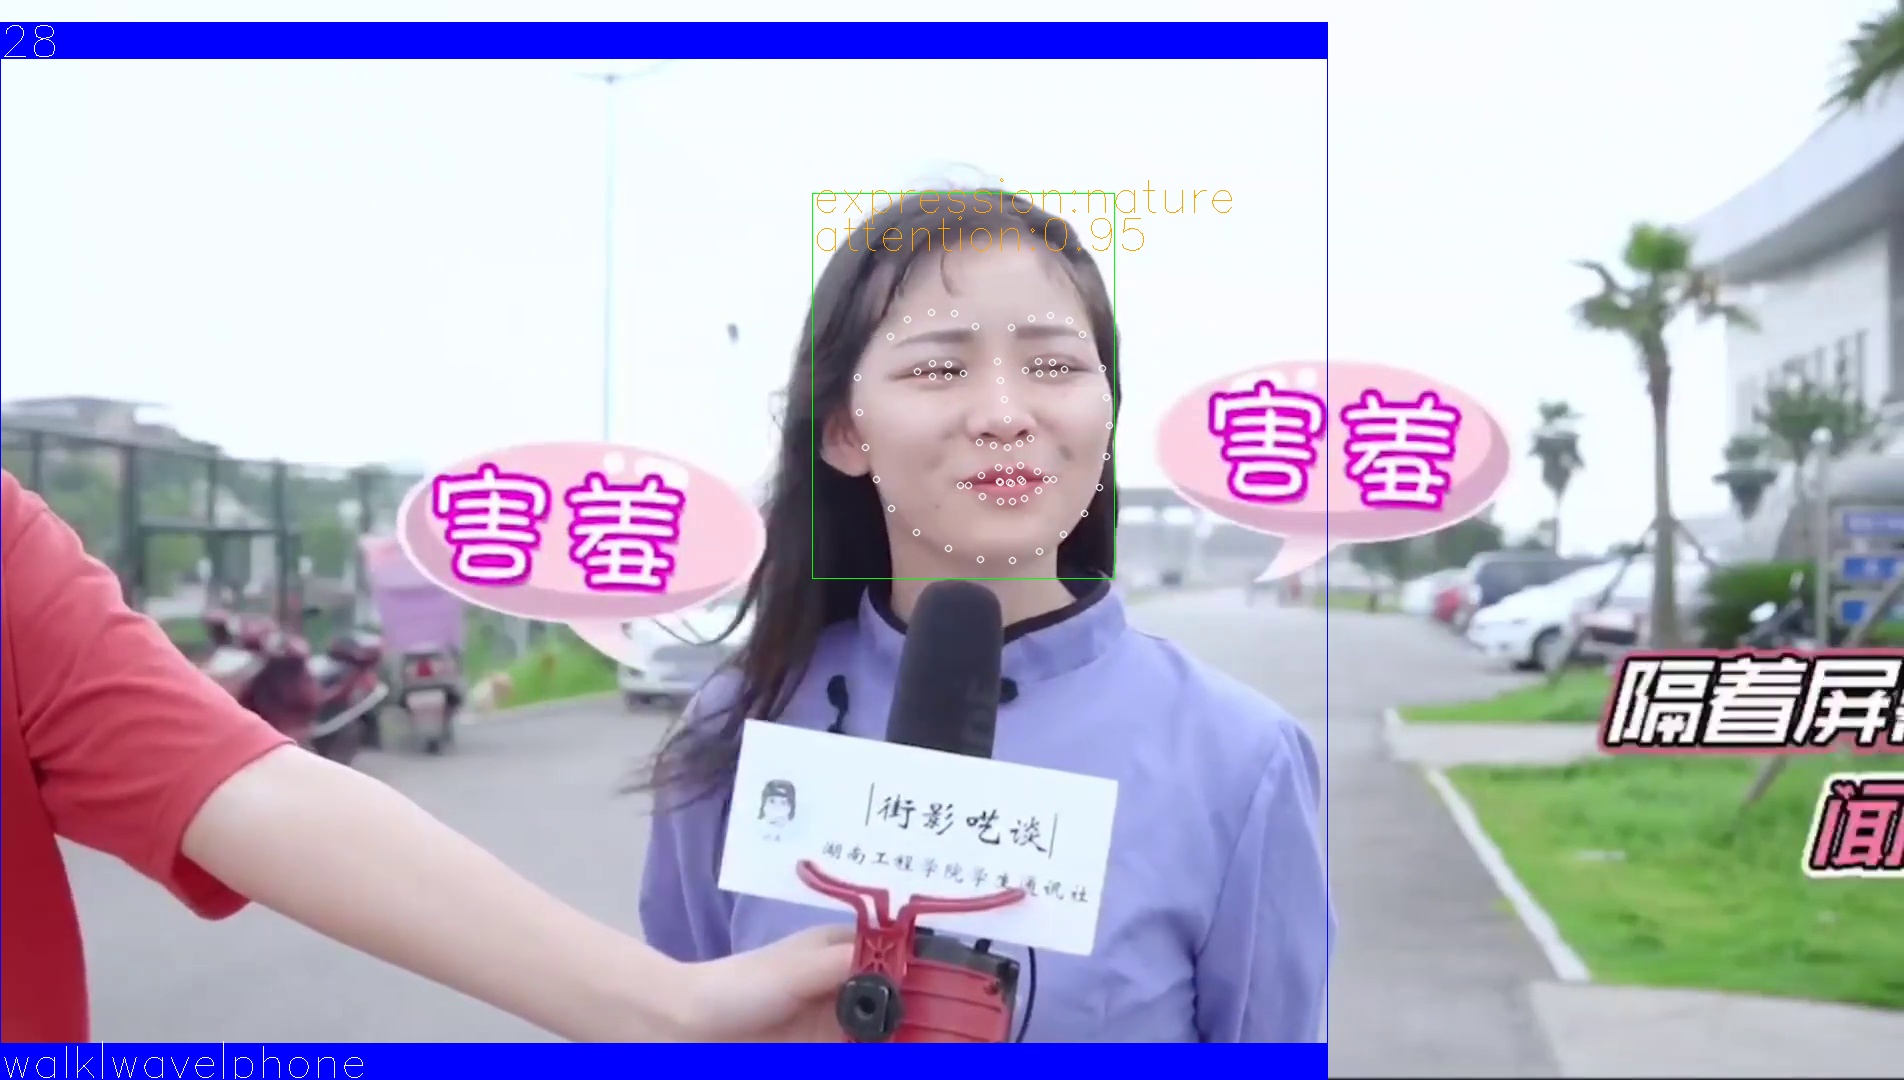 28
expression:nature
attention:0.95
害羞
害羞
隔着屏
闻
街影呓谈
湖南工程学院学生通讯社
walk|wave|phone